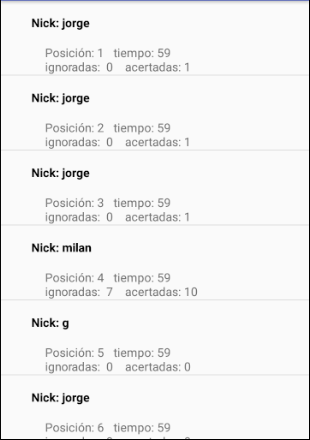 Nick: jorge
Posición: 1 tiempo: 59
ignoradas: 0 acertadas: 1
Nick: jorge
Posición: 2 tiempo: 59
ignoradas: 0 acertadas: 1
Nick: jorge
Posición: 3 tiempo: 59
ignoradas: 0 acertadas: 1
Nick: milan
Posición: 4 tiempo: 59
ignoradas: 7 acertadas: 10
Nick: g
Posición: 5 tiempo: 59
ignoradas: 0 acertadas: 0
Nick: jorge
Posición: 6 tiempo: 59